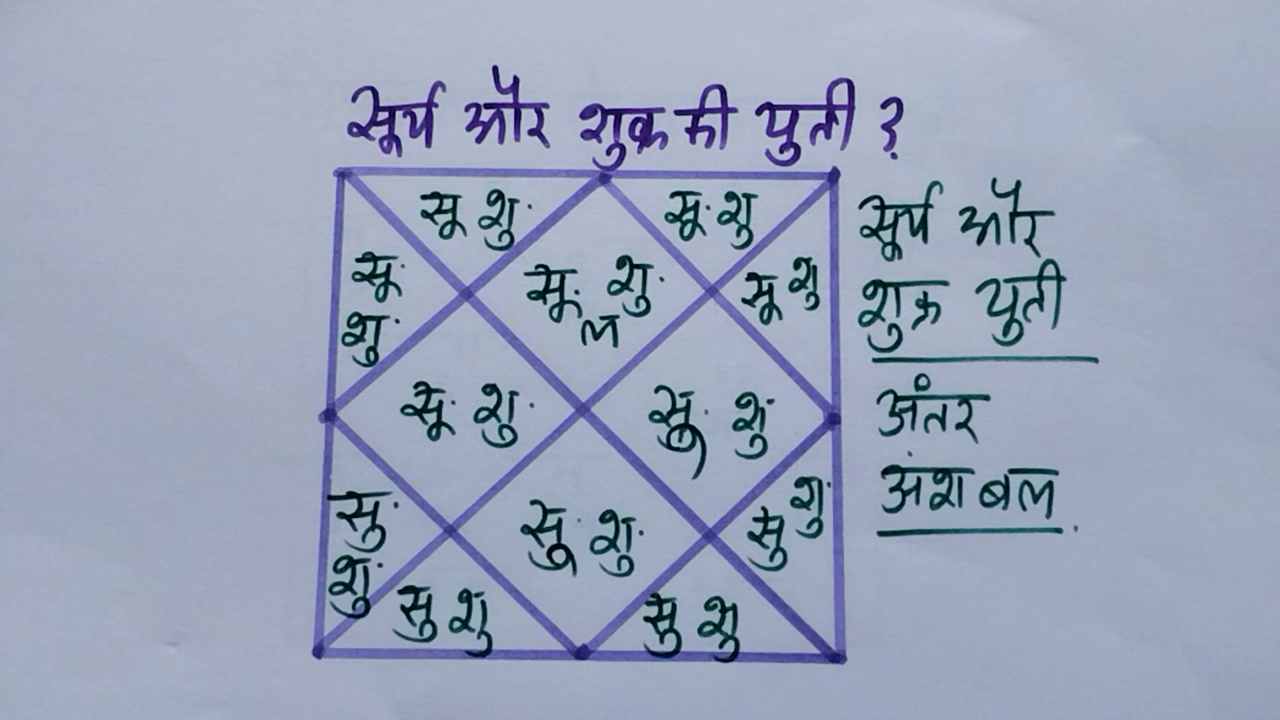 सूर्य और शुक्र की युती ?
सू शु.
सू. शु
सू.
शु.
सू. शु.
ल
सू शु
सू. शु.
सू. शु.
सु.
शु.
सु. शु.
सु शु
सु शु
सु शु
सूर्य और
शुक्र युती
अंतर
अंश बल.